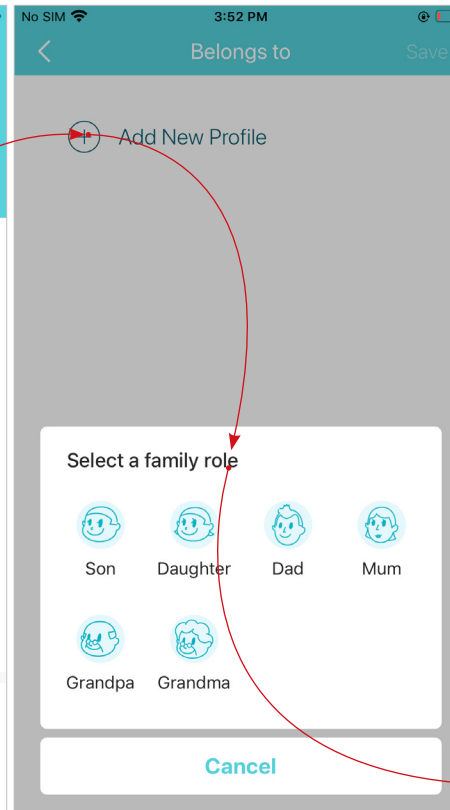 No SIM 3:52 PM
Belongs to Save
Add New Profile
Select a family role
Son Daughter Dad Mum
Grandpa Grandma
Cancel